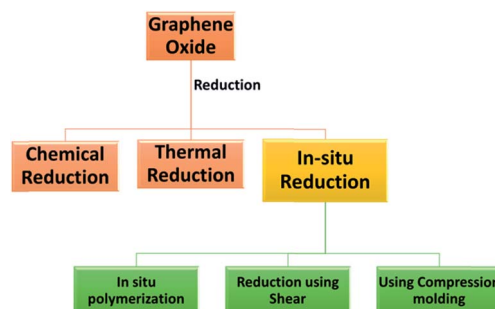 Graphene
Oxide
Reduction
Chemical
Reduction
Thermal
Reduction
In-situ
Reduction
In situ
polymerization
Reduction using
Shear
Using Compression
molding